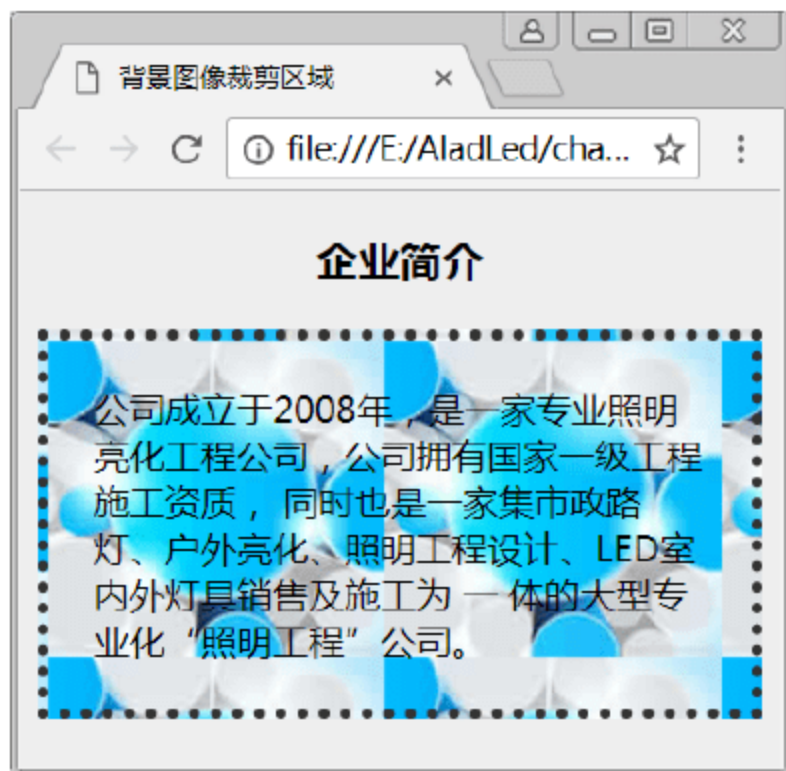 背景图像裁剪区域
file:///E:/AladLed/cha...
企业简介
公司成立于2008年，是一家专业照明
亮化工程公司，公司拥有国家一级工程
施工资质， 同时也是一家集市政路
灯、户外亮化、照明工程设计、LED室
内外灯具销售及施工为 一 体的大型专
业化“照明工程”公司。